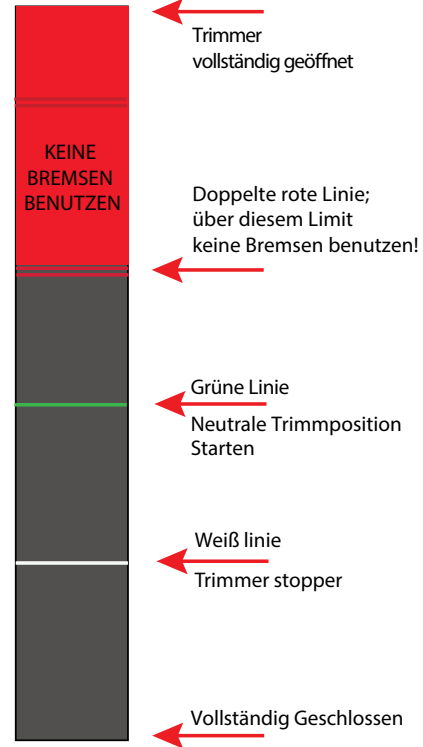 Trimmer
vollständig geöffnet
KEINE
BREMSEN
BENUTZEN
Doppelte rote Linie;
über diesem Limit
keine Bremsen benutzen!
Grüne Linie
Neutrale Trimmposition
Starten
Weiß linie
Trimmer stopper
Vollständig Geschlossen